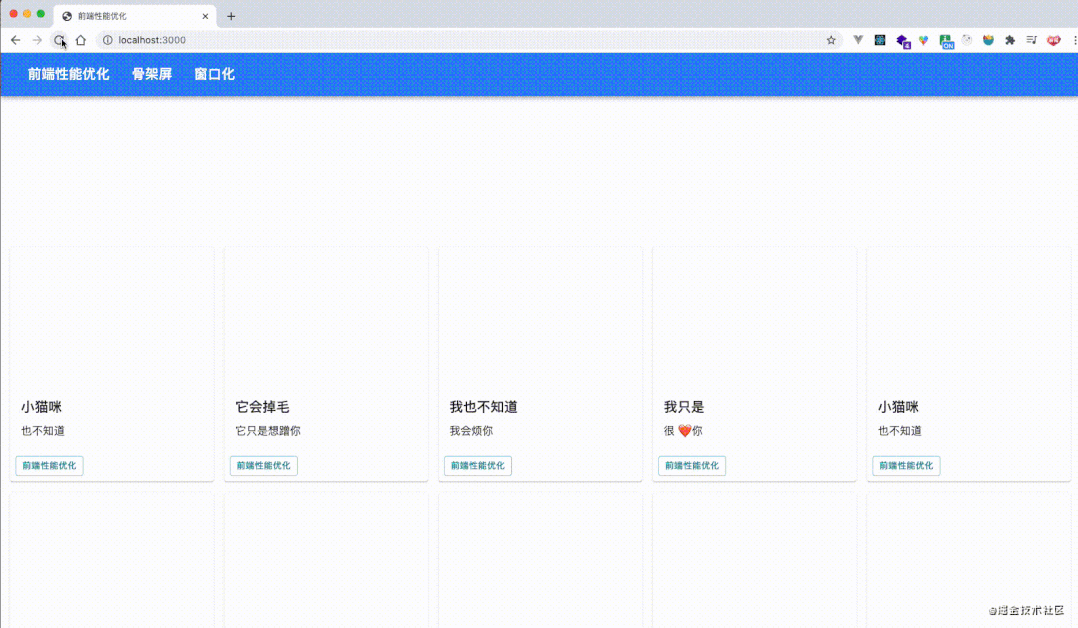 前端性能优化
localhost:3000
4
ON
前端性能优化 骨架屏 窗口化
小猫咪
也不知道
前端性能优化
它会掉毛
它只是想蹭你
前端性能优化
我也不知道
我会烦你
前端性能优化
我只是
很 ❤️你
前端性能优化
小猫咪
也不知道
前端性能优化
@掘金技术社区